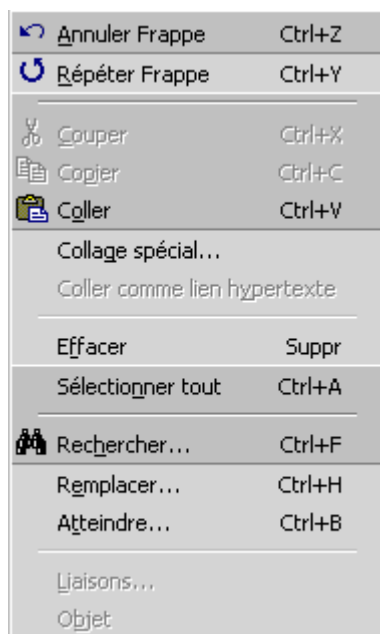 Annuler Frappe Ctrl+Z
Répéter Frappe Ctrl+Y
Couper Ctrl+X
Copier Ctrl+C
Coller Ctrl+V
Collage spécial...
Coller comme lien hypertexte
Effacer Suppr
Sélectionner tout Ctrl+A
Rechercher... Ctrl+F
Remplacer... Ctrl+H
Atteindre... Ctrl+B
Liaisons...
Objet